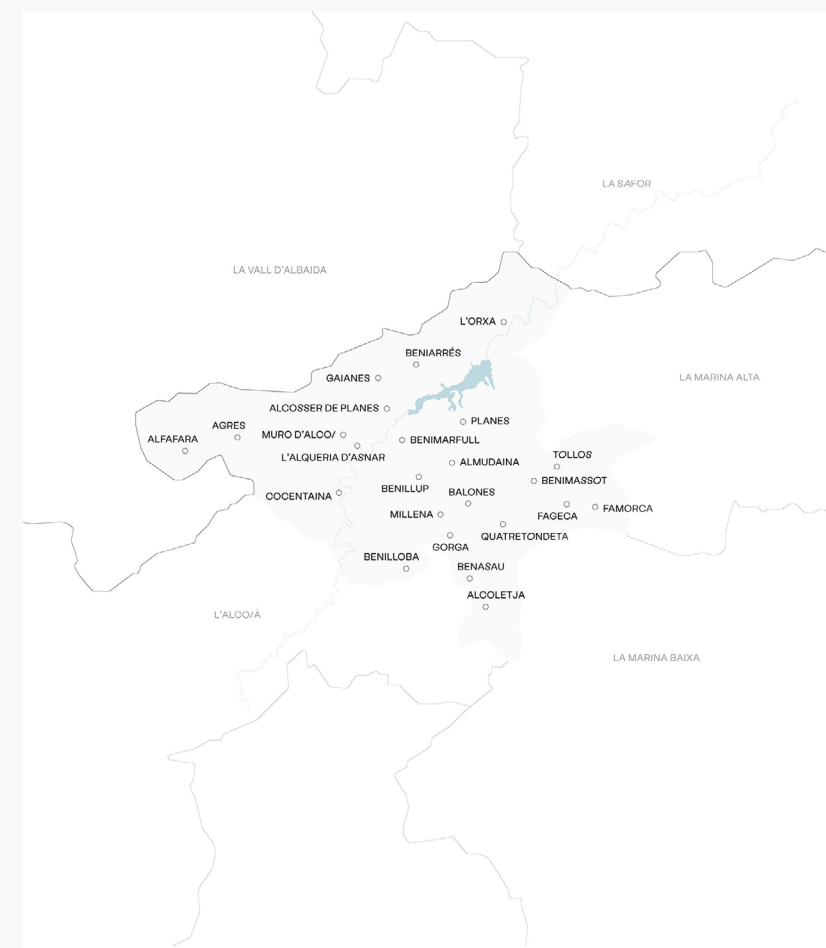 LA SAFOR
LA VALL D'ALBAIDA
L'ORXA
BENIARRÉS
GAIANES
LA MARINA ALTA
ALCOSSER DE PLANES
PLANES
AGRES
MURO D'ALCO/
ALFAFARA
BENIMARFULL
L'ALQUERIA D'ASNAR
TOLLOS
ALMUDAINA
BENIMASSOT
BENILLUP
BALONES
COCENTAINA
FAMORCA
MILLENA
FAGECA
QUATRETONDETA
GORGA
BENILLOBA
BENASAU
ALCOLETJA
L'ALCO/À
LA MARINA BAIXA